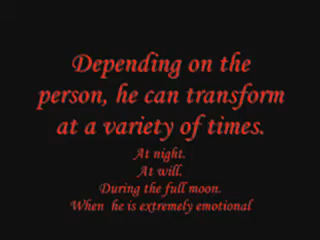 Depending on the
person, he can transform
at a variety of times.
At night.
At will.
During the full moon.
When he is extremely emotional